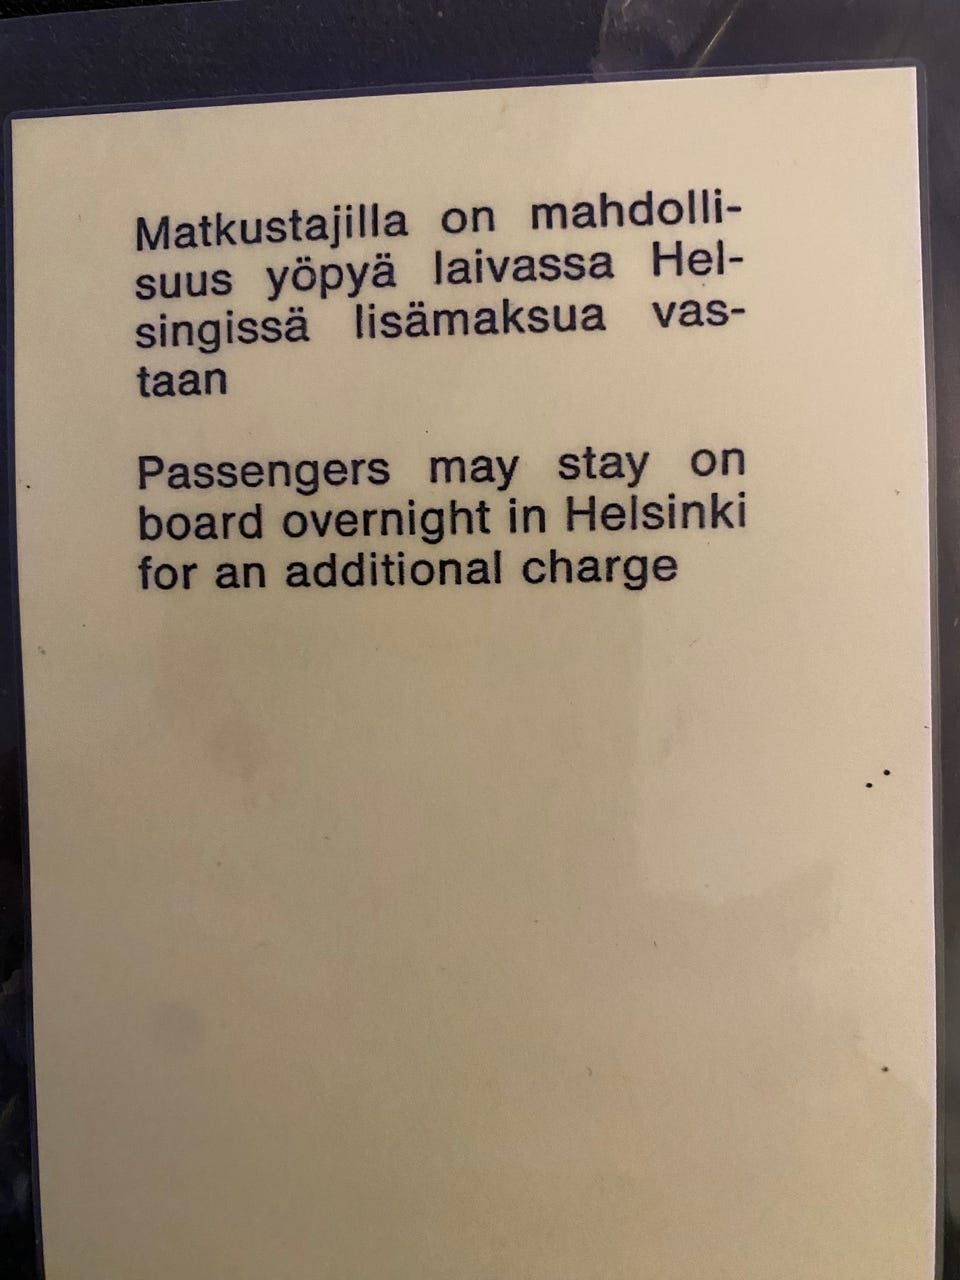 Matkustajilla on mahdolli-
suus yöpyä laivassa Hel-
singissä lisämaksua vas-
taan
Passengers may stay on
board overnight in Helsinki
for an additional charge